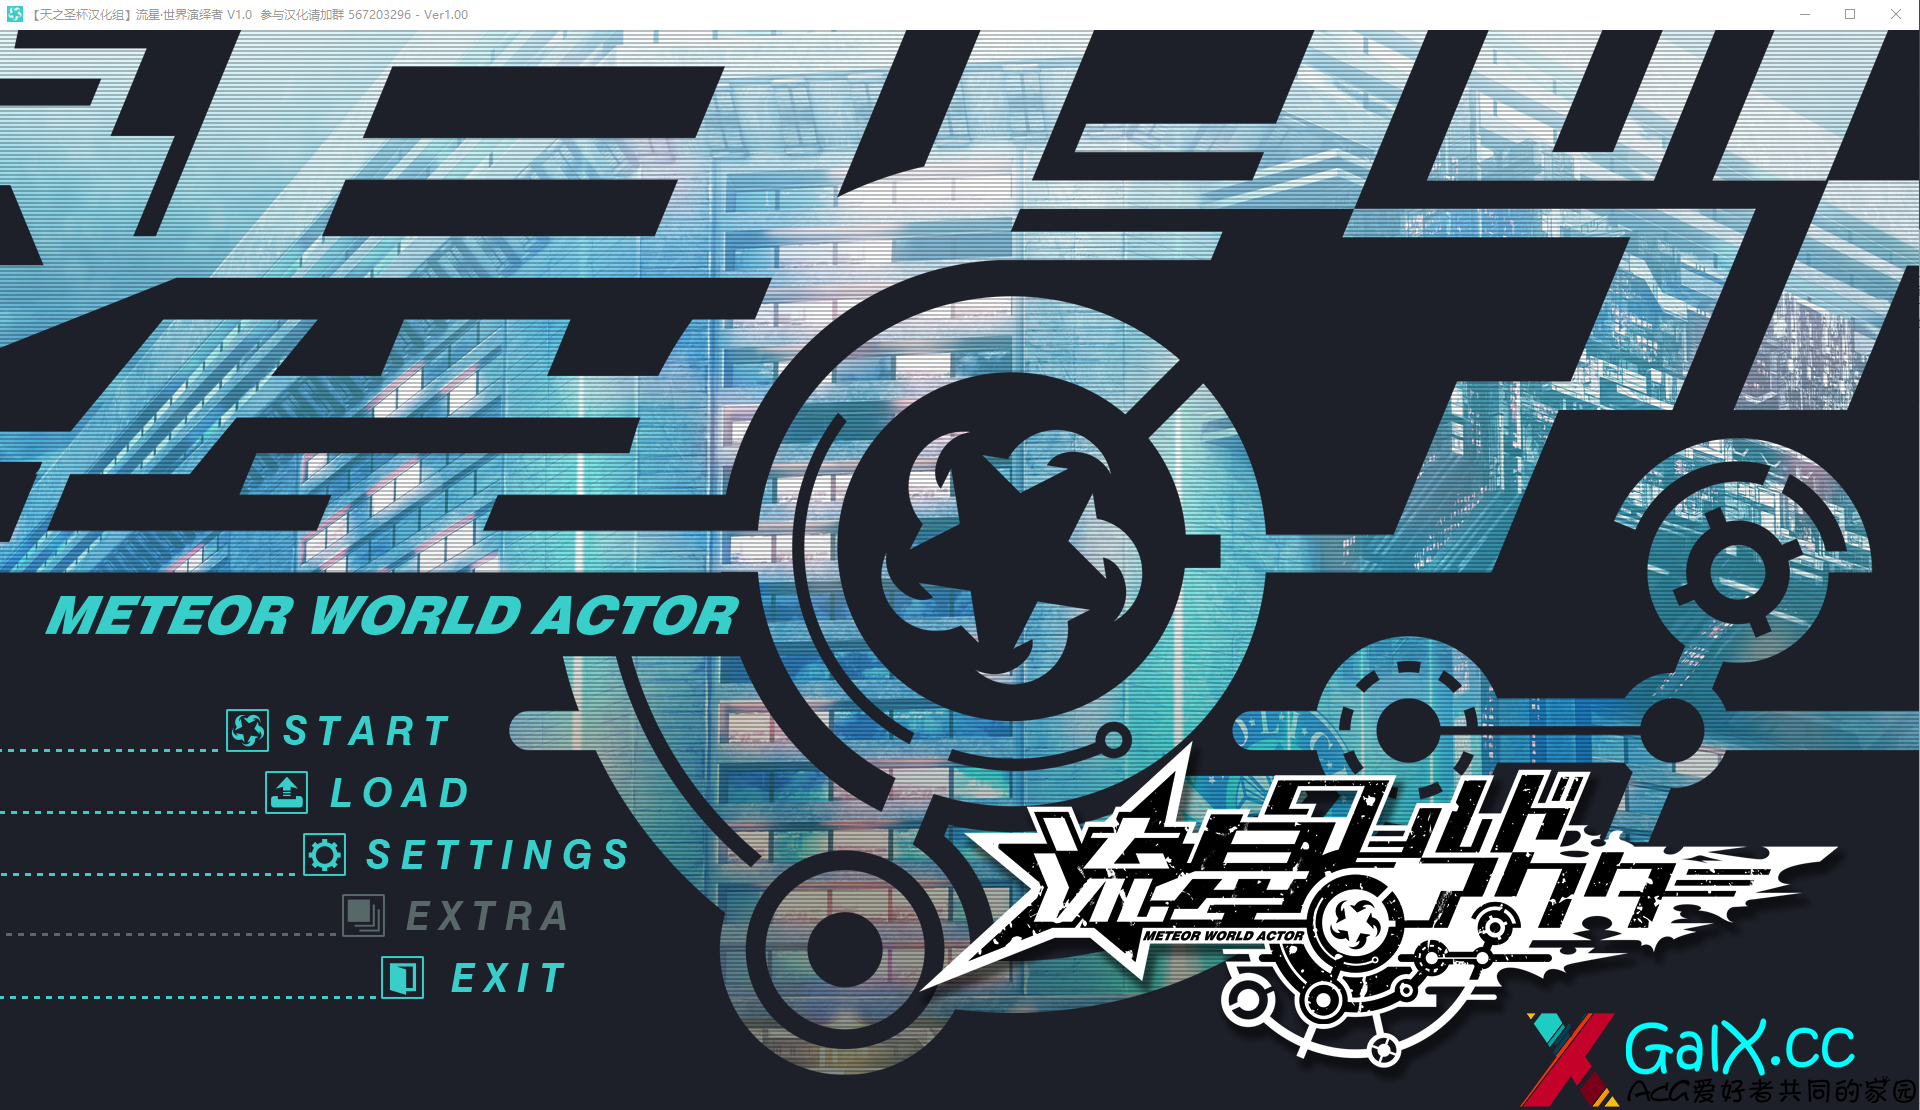 【天之圣杯汉化组】流星·世界演绎者 V1.0  参与汉化请加群 567203296 - Ver1.00
METEOR WORLD ACTOR
START
LOAD
SETTINGS
EXTRA
EXIT
流星
METEOR WORLD ACTOR
GalX.cc
ACG爱好者共同的家园